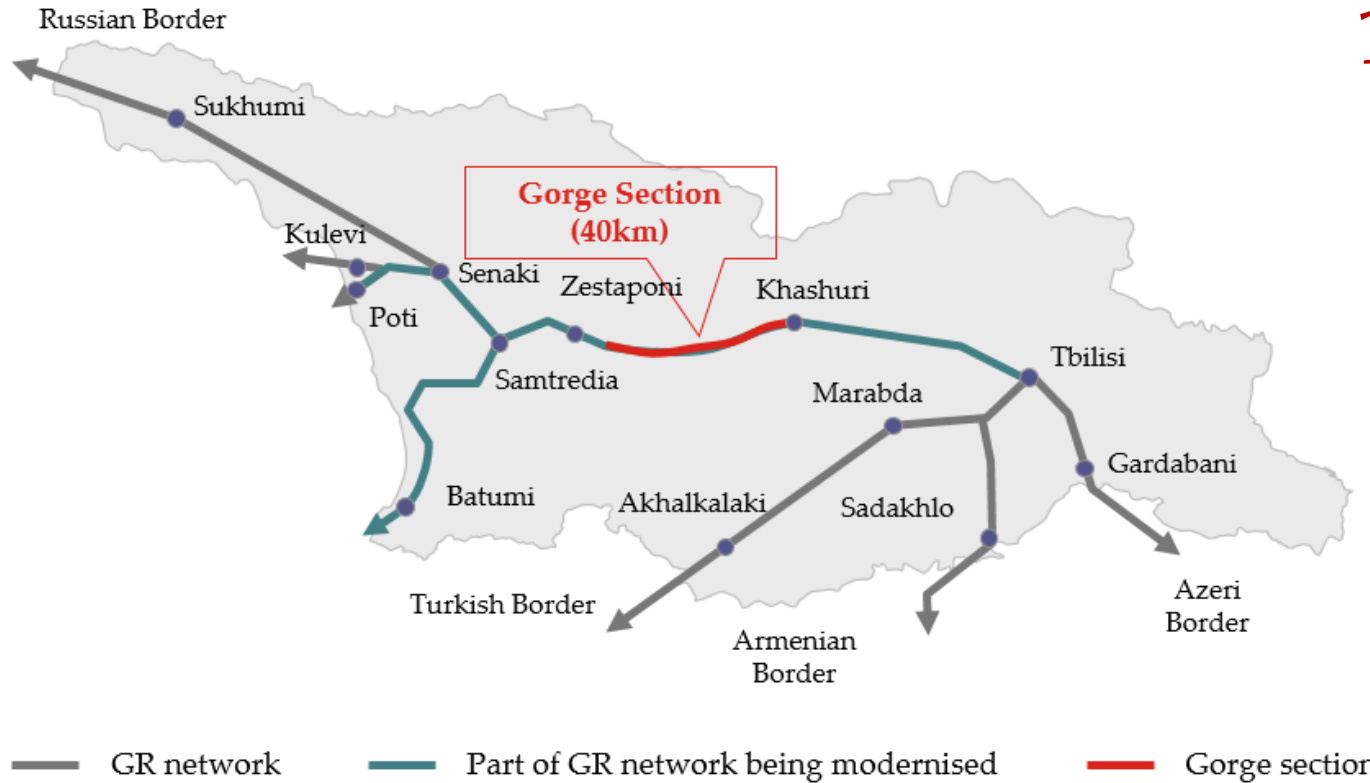 Russian Border
Sukhumi
Gorge Section
(40km)
Kulevi
Senaki
Zestaponi
Khashuri
Poti
Samtredia
Tbilisi
Marabda
Gardabani
Batumi
Akhalkalaki
Sadakhlo
Turkish Border
Azeri
Border
Armenian
Border
GR network
Part of GR network being modernised
Gorge section